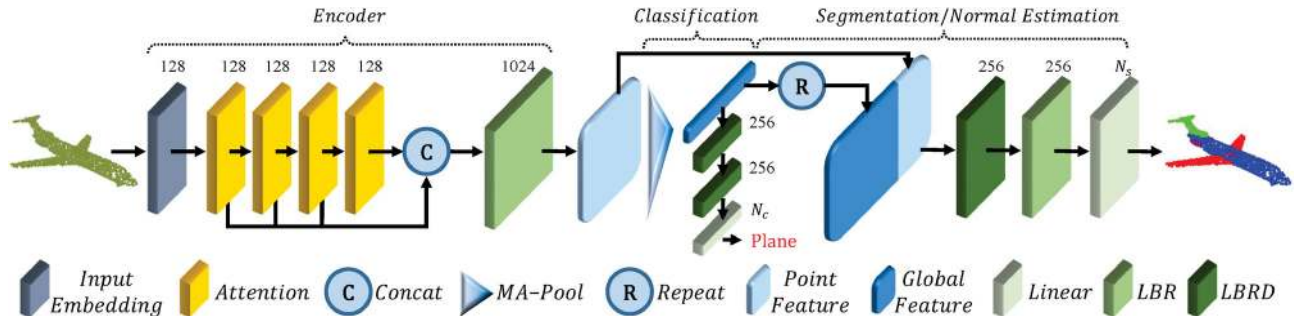 Encoder
Classification
Segmentation/Normal Estimation
128 128 128 128 128 1024 256 256 N_s
R
256
C
256
N_c
Plane
Input Embedding
Attention
C Concat
MA-Pool
R Repeat
Point Feature
Global Feature
Linear
LBR
LBRD